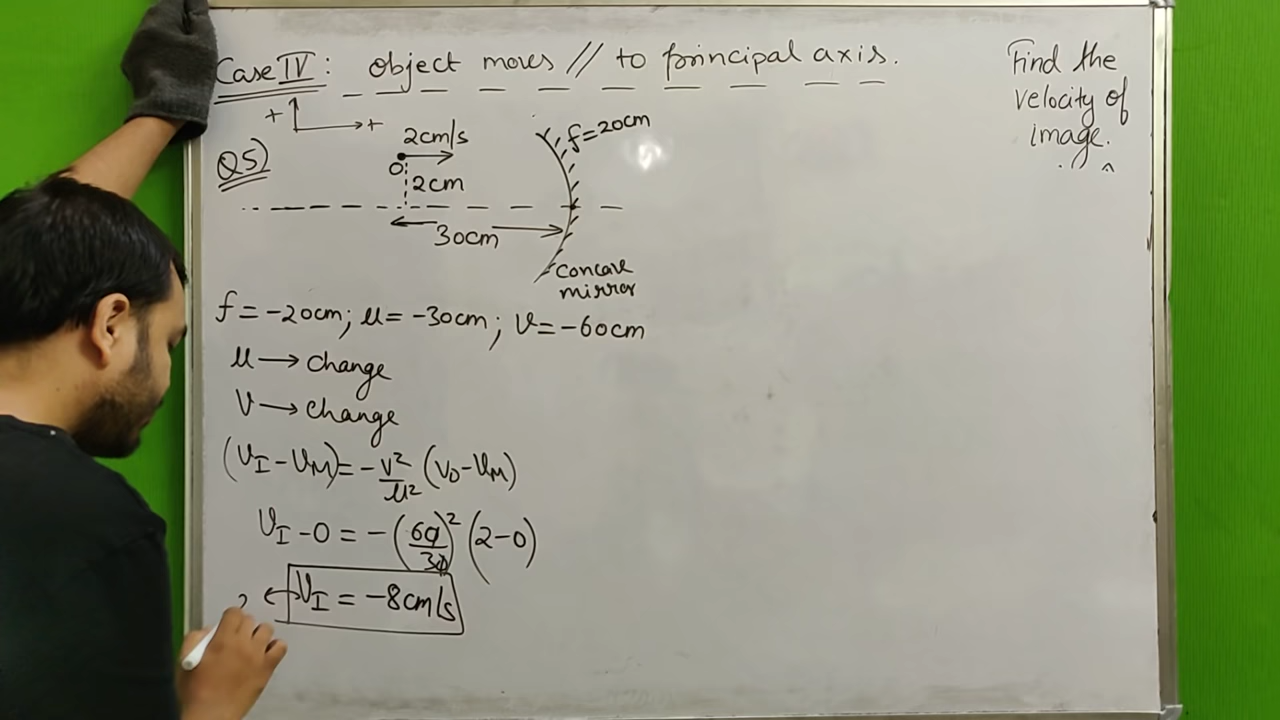 Case IV: object moves // to principal axis.
Find the
velocity of
image.
+ +
Q5)
2cm/s
f=20cm
O
2cm
30cm
concave
mirror
f = -20cm; u = -30cm; v = -60cm
u → change
v → change
(V_I - V_M) = -v²/u² (V_O - V_M)
V_I - 0 = -(60/30)² (2-0)
← V_I = -8cm/s